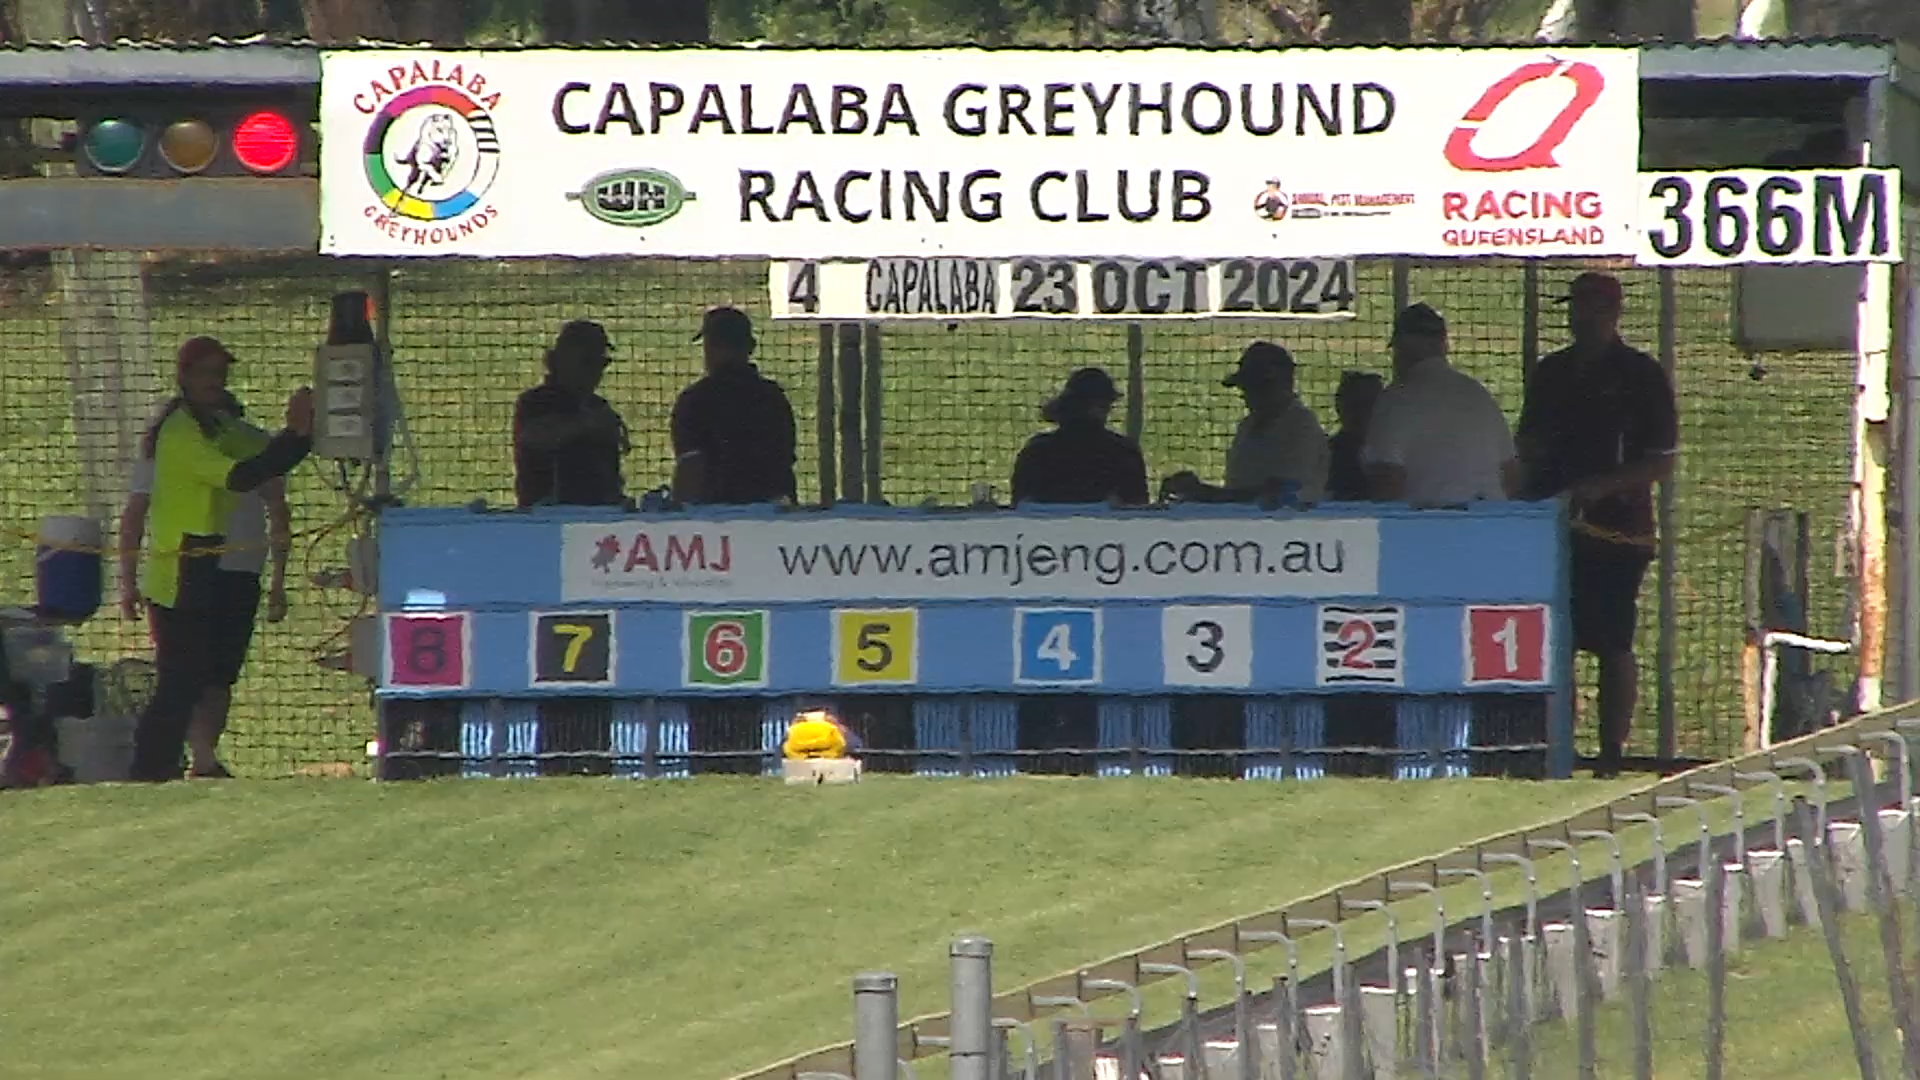 CAPALABA
GREYHOUNDS
CAPALABA GREYHOUND
RACING CLUB
RACING
QUEENSLAND
366M
4 CAPALABA 23 OCT 2024
AMJ www.amjeng.com.au
8 7 6 5 4 3 2 1